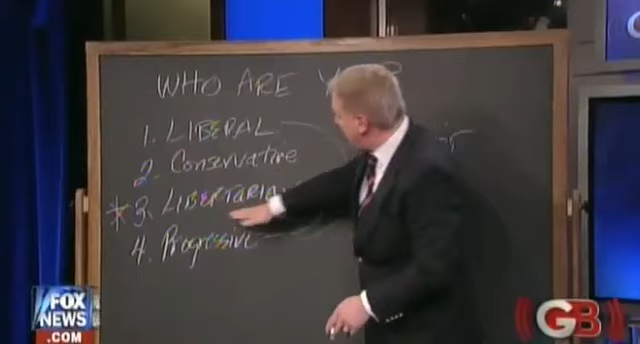 WHO ARE
1. LIBERAL
2. Conservative
* 3. LIBERTARIA
4. Progressive
FOX
NEWS
.COM
GB